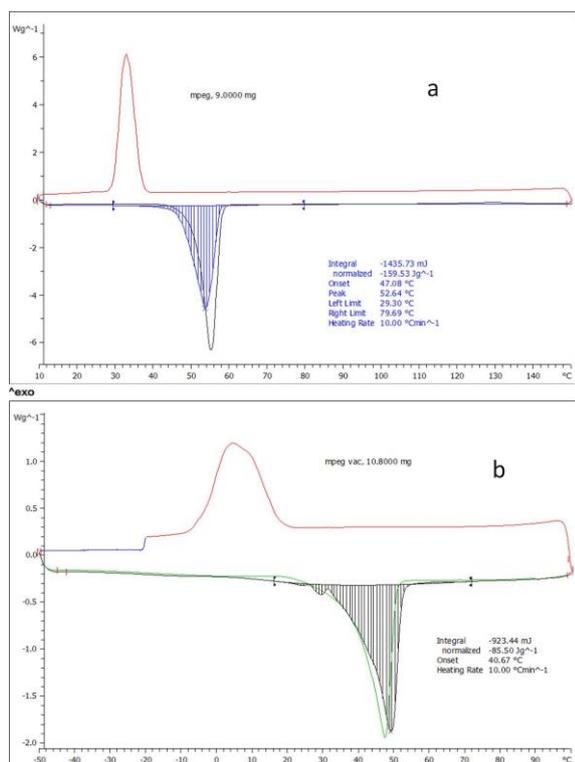 Wg^-1
a
6
mpeg, 9.0000 mg
4
2
0
-2
Integral -1435.73 mJ
normalized -159.53 Jg^-1
Onset 47.08 °C
Peak 52.64 °C
Left Limit 29.30 °C
Right Limit 79.69 °C
Heating Rate 10.00 °Cmin^-1
-4
-6
10 20 30 40 50 60 70 80 90 100 110 120 130 140 °C
^exo
Wg^-1
b
mpeg vac, 10.8000 mg
1.0
0.5
0.0
-0.5
Integral -923.44 mJ
normalized -85.50 Jg^-1
Onset 40.67 °C
Heating Rate 10.00 °Cmin^-1
-1.0
-1.5
-2.0
-50 -40 -30 -20 -10 0 10 20 30 40 50 60 70 80 90 °C